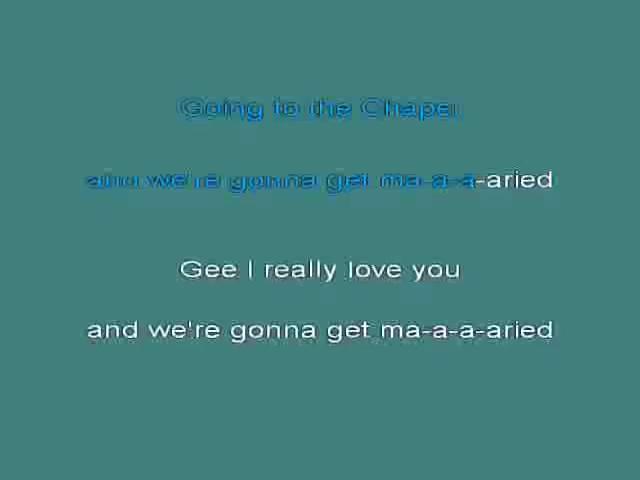 Going to the Chapel
and we're gonna get ma-a-a-aried
Gee I really love you
and we're gonna get ma-a-a-aried